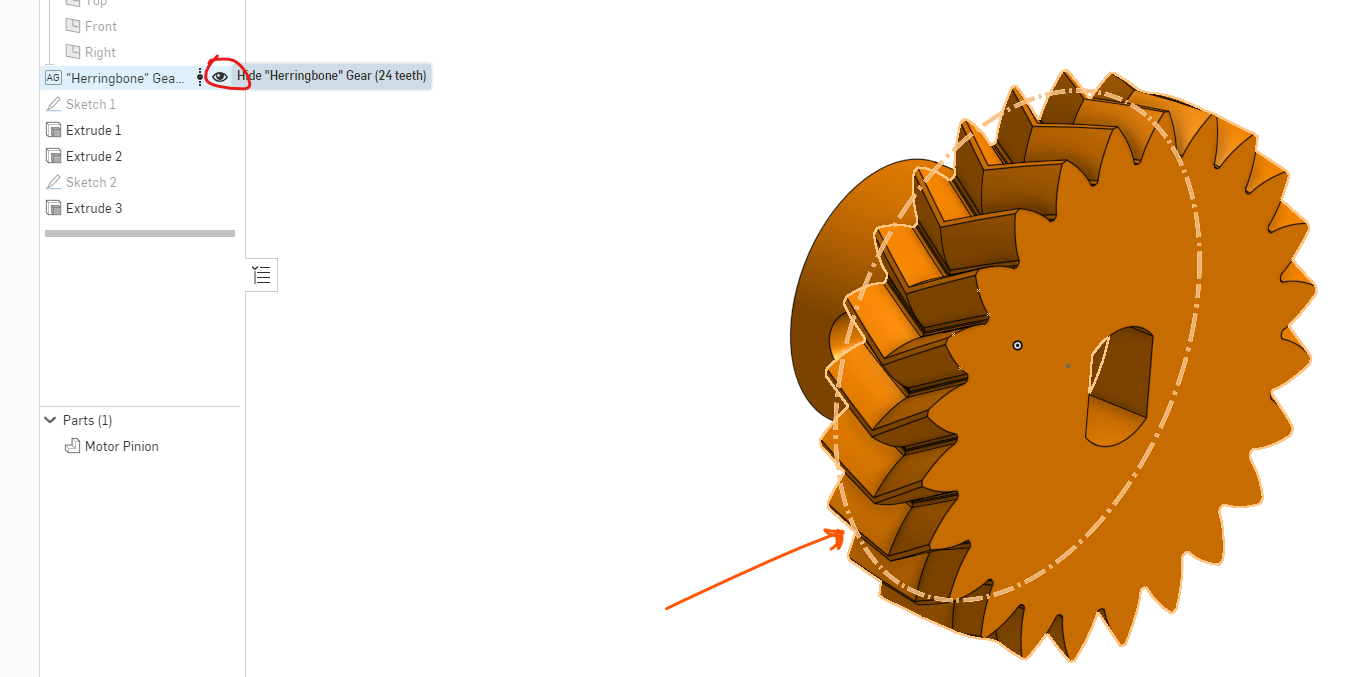 Top
Front
Right
AG "Herringbone" Gea... Hide "Herringbone" Gear (24 teeth)
Sketch 1
Extrude 1
Extrude 2
Sketch 2
Extrude 3
Parts (1)
Motor Pinion